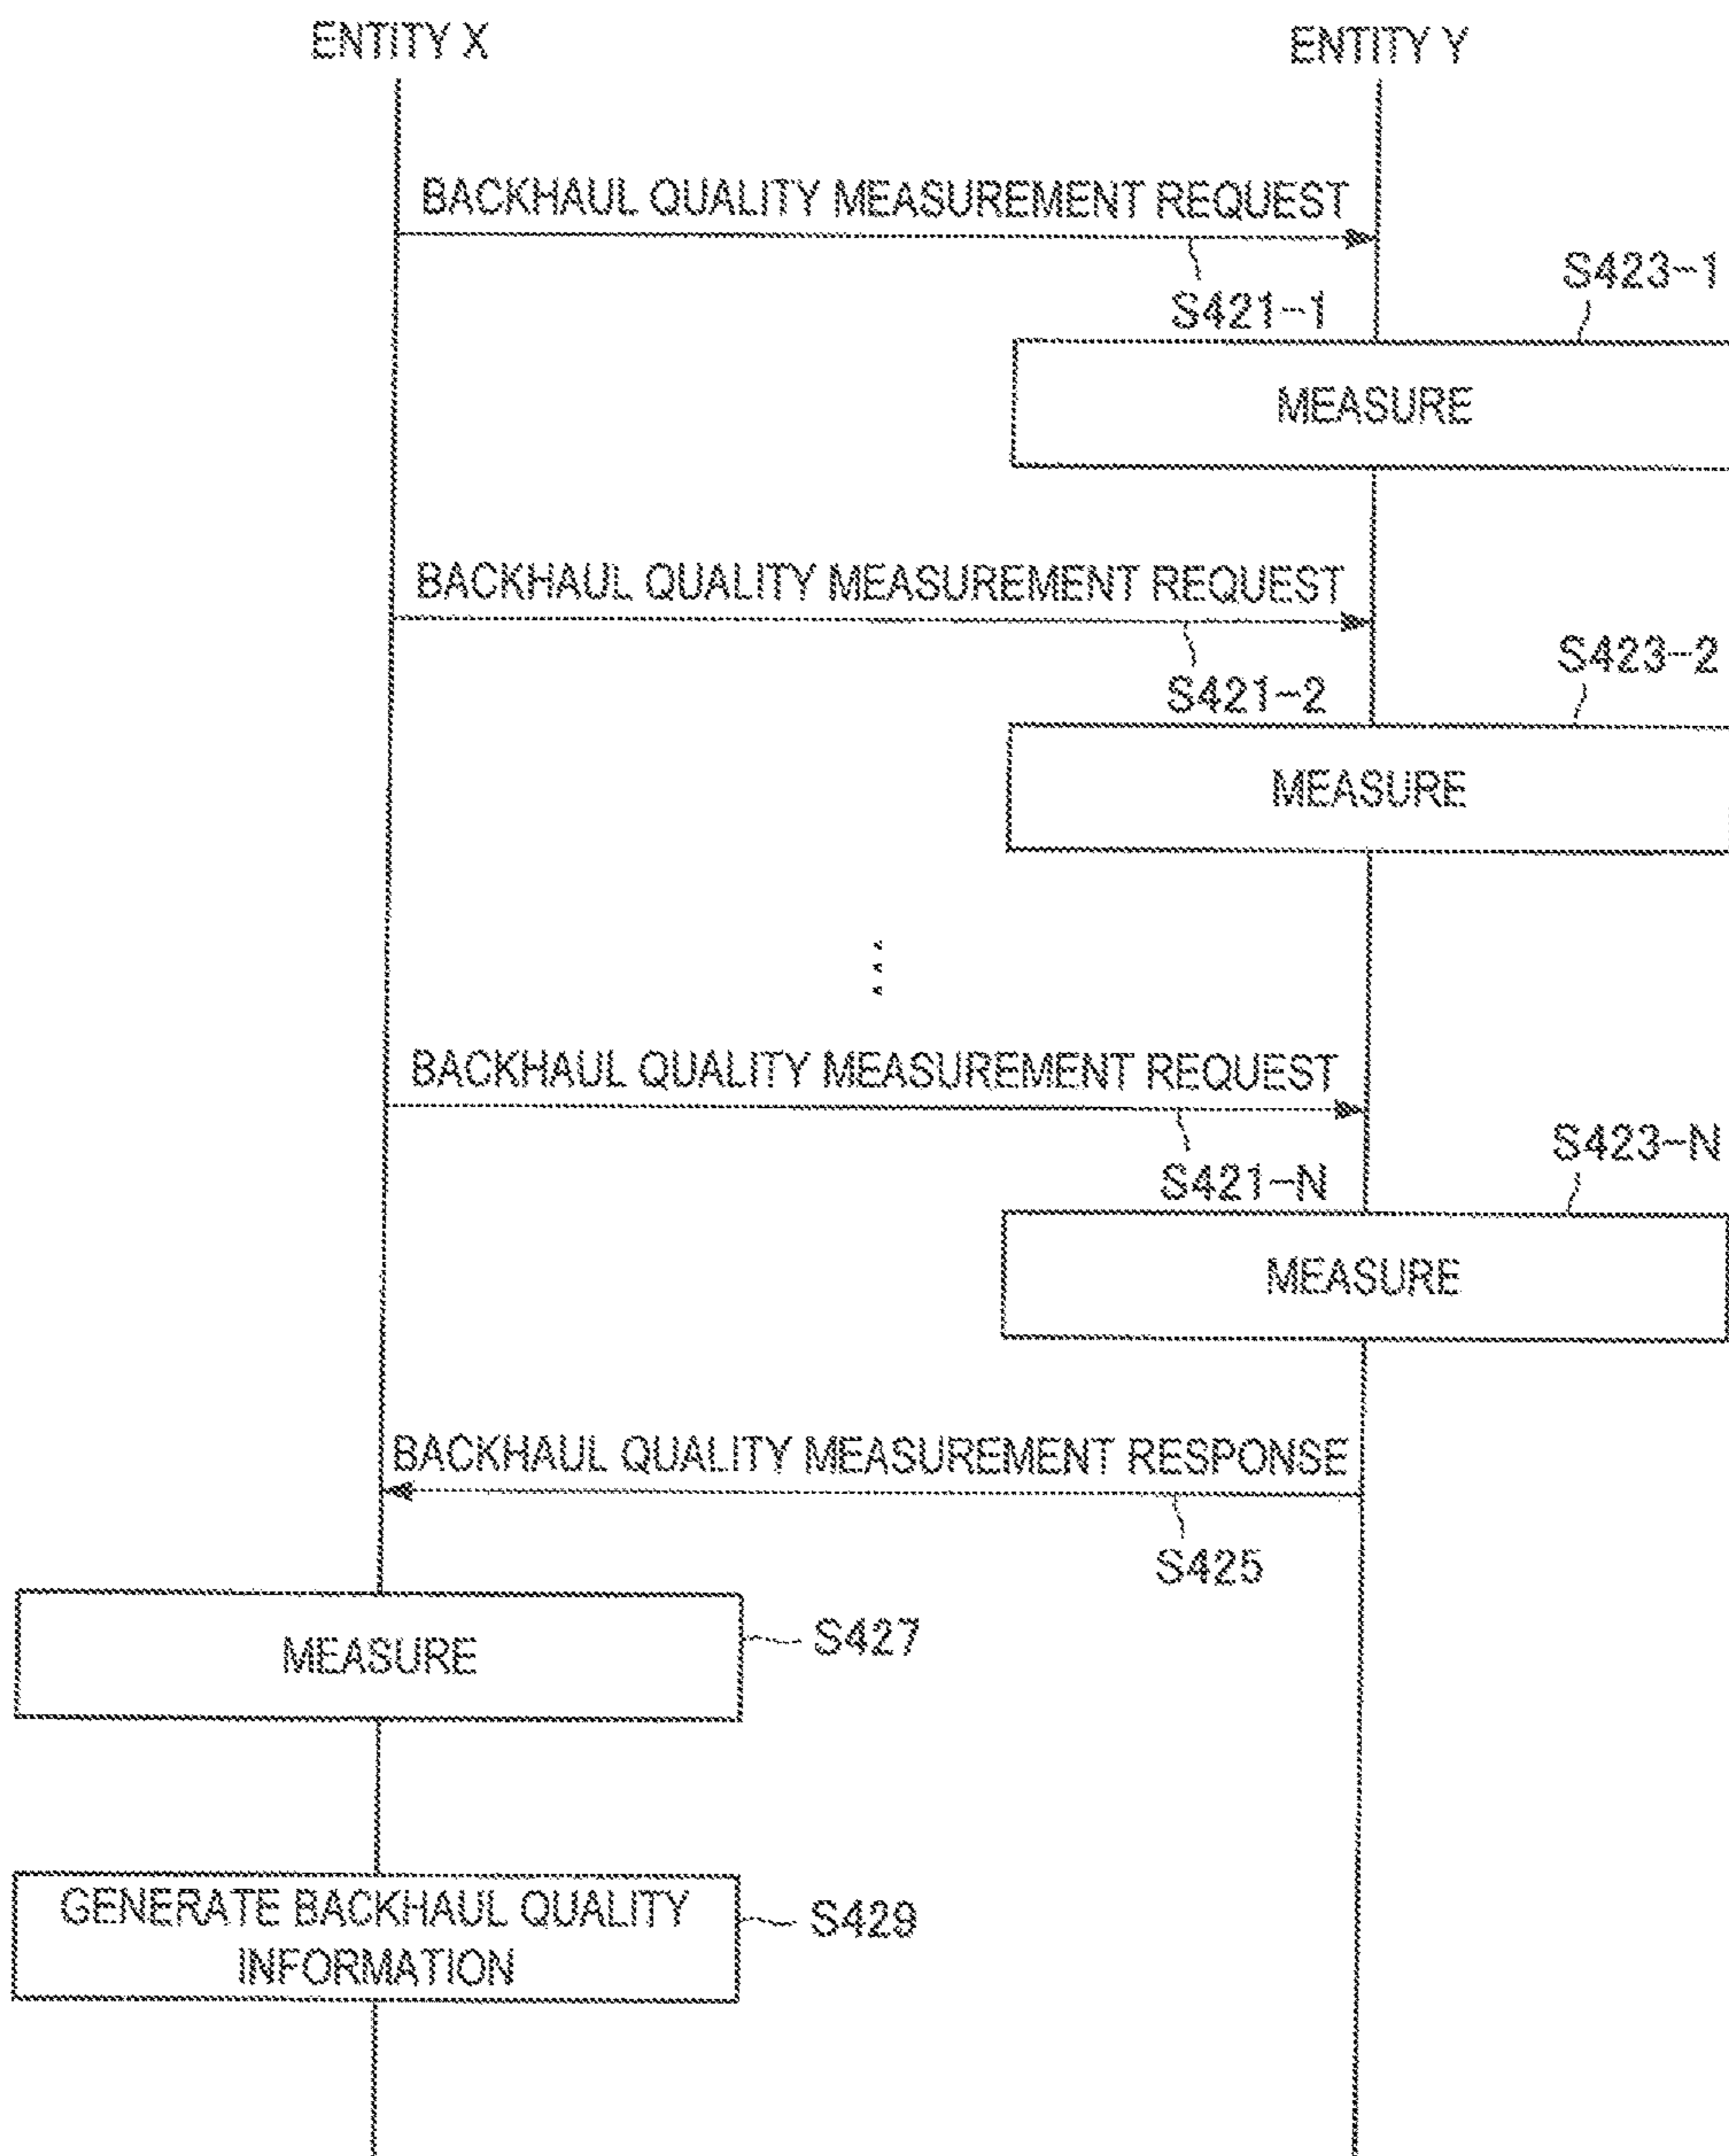 ENTITY X
ENTITY Y
BACKHAUL QUALITY MEASUREMENT REQUEST
S421-1
S423-1
MEASURE
BACKHAUL QUALITY MEASUREMENT REQUEST
S421-2
S423-2
MEASURE
BACKHAUL QUALITY MEASUREMENT REQUEST
S421-N
S423-N
MEASURE
BACKHAUL QUALITY MEASUREMENT RESPONSE
S425
MEASURE
S427
GENERATE BACKHAUL QUALITY
INFORMATION
S429